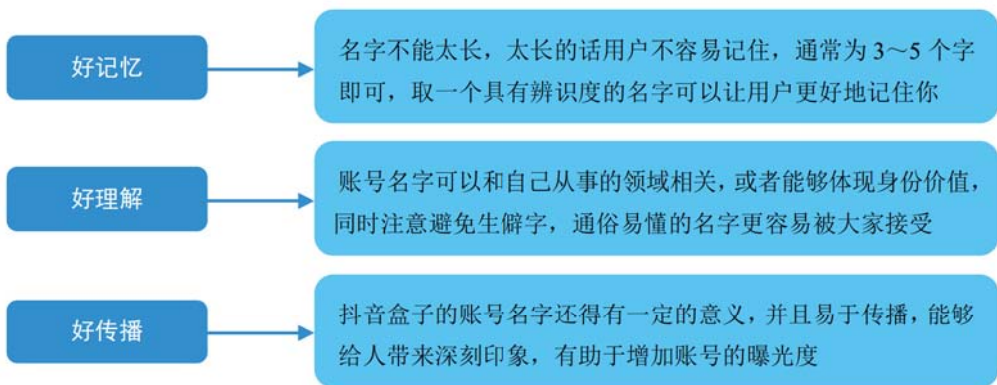 好记忆
名字不能太长，太长的话用户不容易记住，通常为 3～5 个字
即可，取一个具有辨识度的名字可以让用户更好地记住你
好理解
账号名字可以和自己从事的领域相关，或者能够体现身份价值，
同时注意避免生僻字，通俗易懂的名字更容易被大家接受
好传播
抖音盒子的账号名字还得有一定的意义，并且易于传播，能够
给人带来深刻印象，有助于增加账号的曝光度